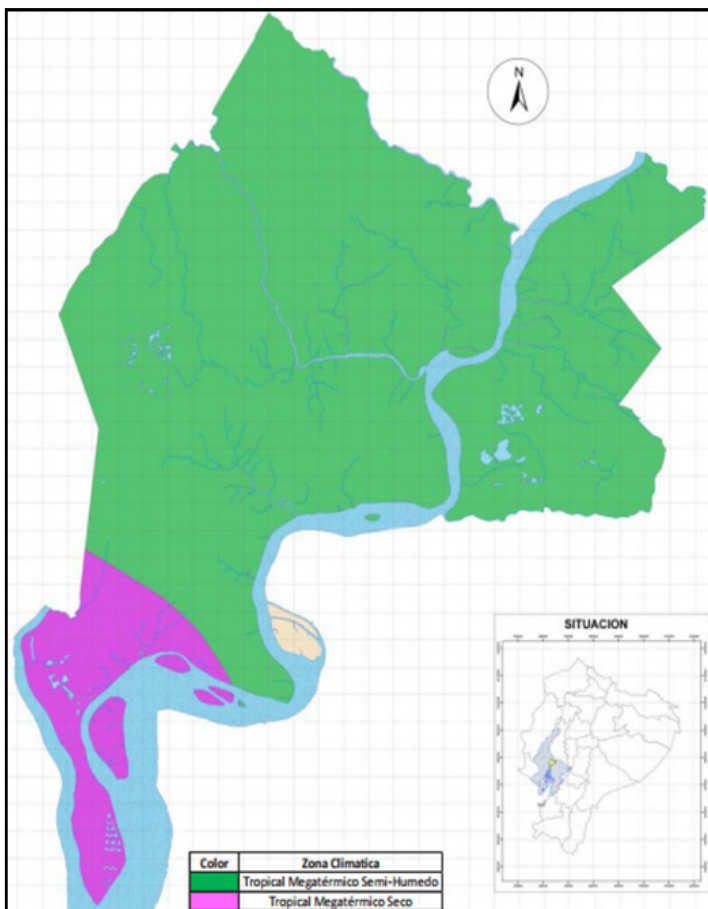 N
SITUACION
Color Zona Climatica
Tropical Megatérmico Semi-Humedo
Tropical Megatérmico Seco